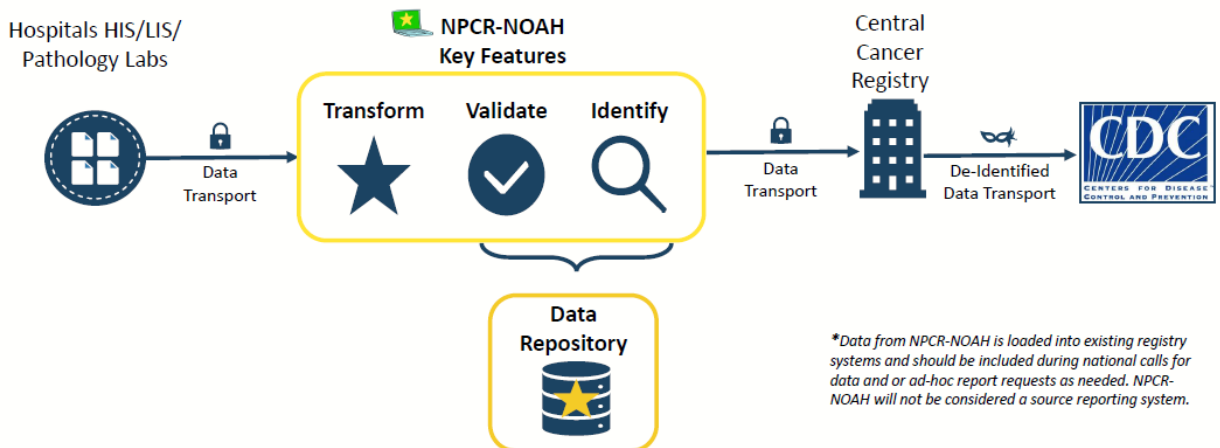 Hospitals HIS/LIS/
Pathology Labs
NPCR-NOAH
Key Features
Central
Cancer
Registry
Transform
Validate
Identify
Data
Transport
Data
Transport
De-Identified
Data Transport
CDC
CENTERS FOR DISEASE™
CONTROL AND PREVENTION
Data
Repository
*Data from NPCR-NOAH is loaded into existing registry
systems and should be included during national calls for
data and or ad-hoc report requests as needed. NPCR-
NOAH will not be considered a source reporting system.